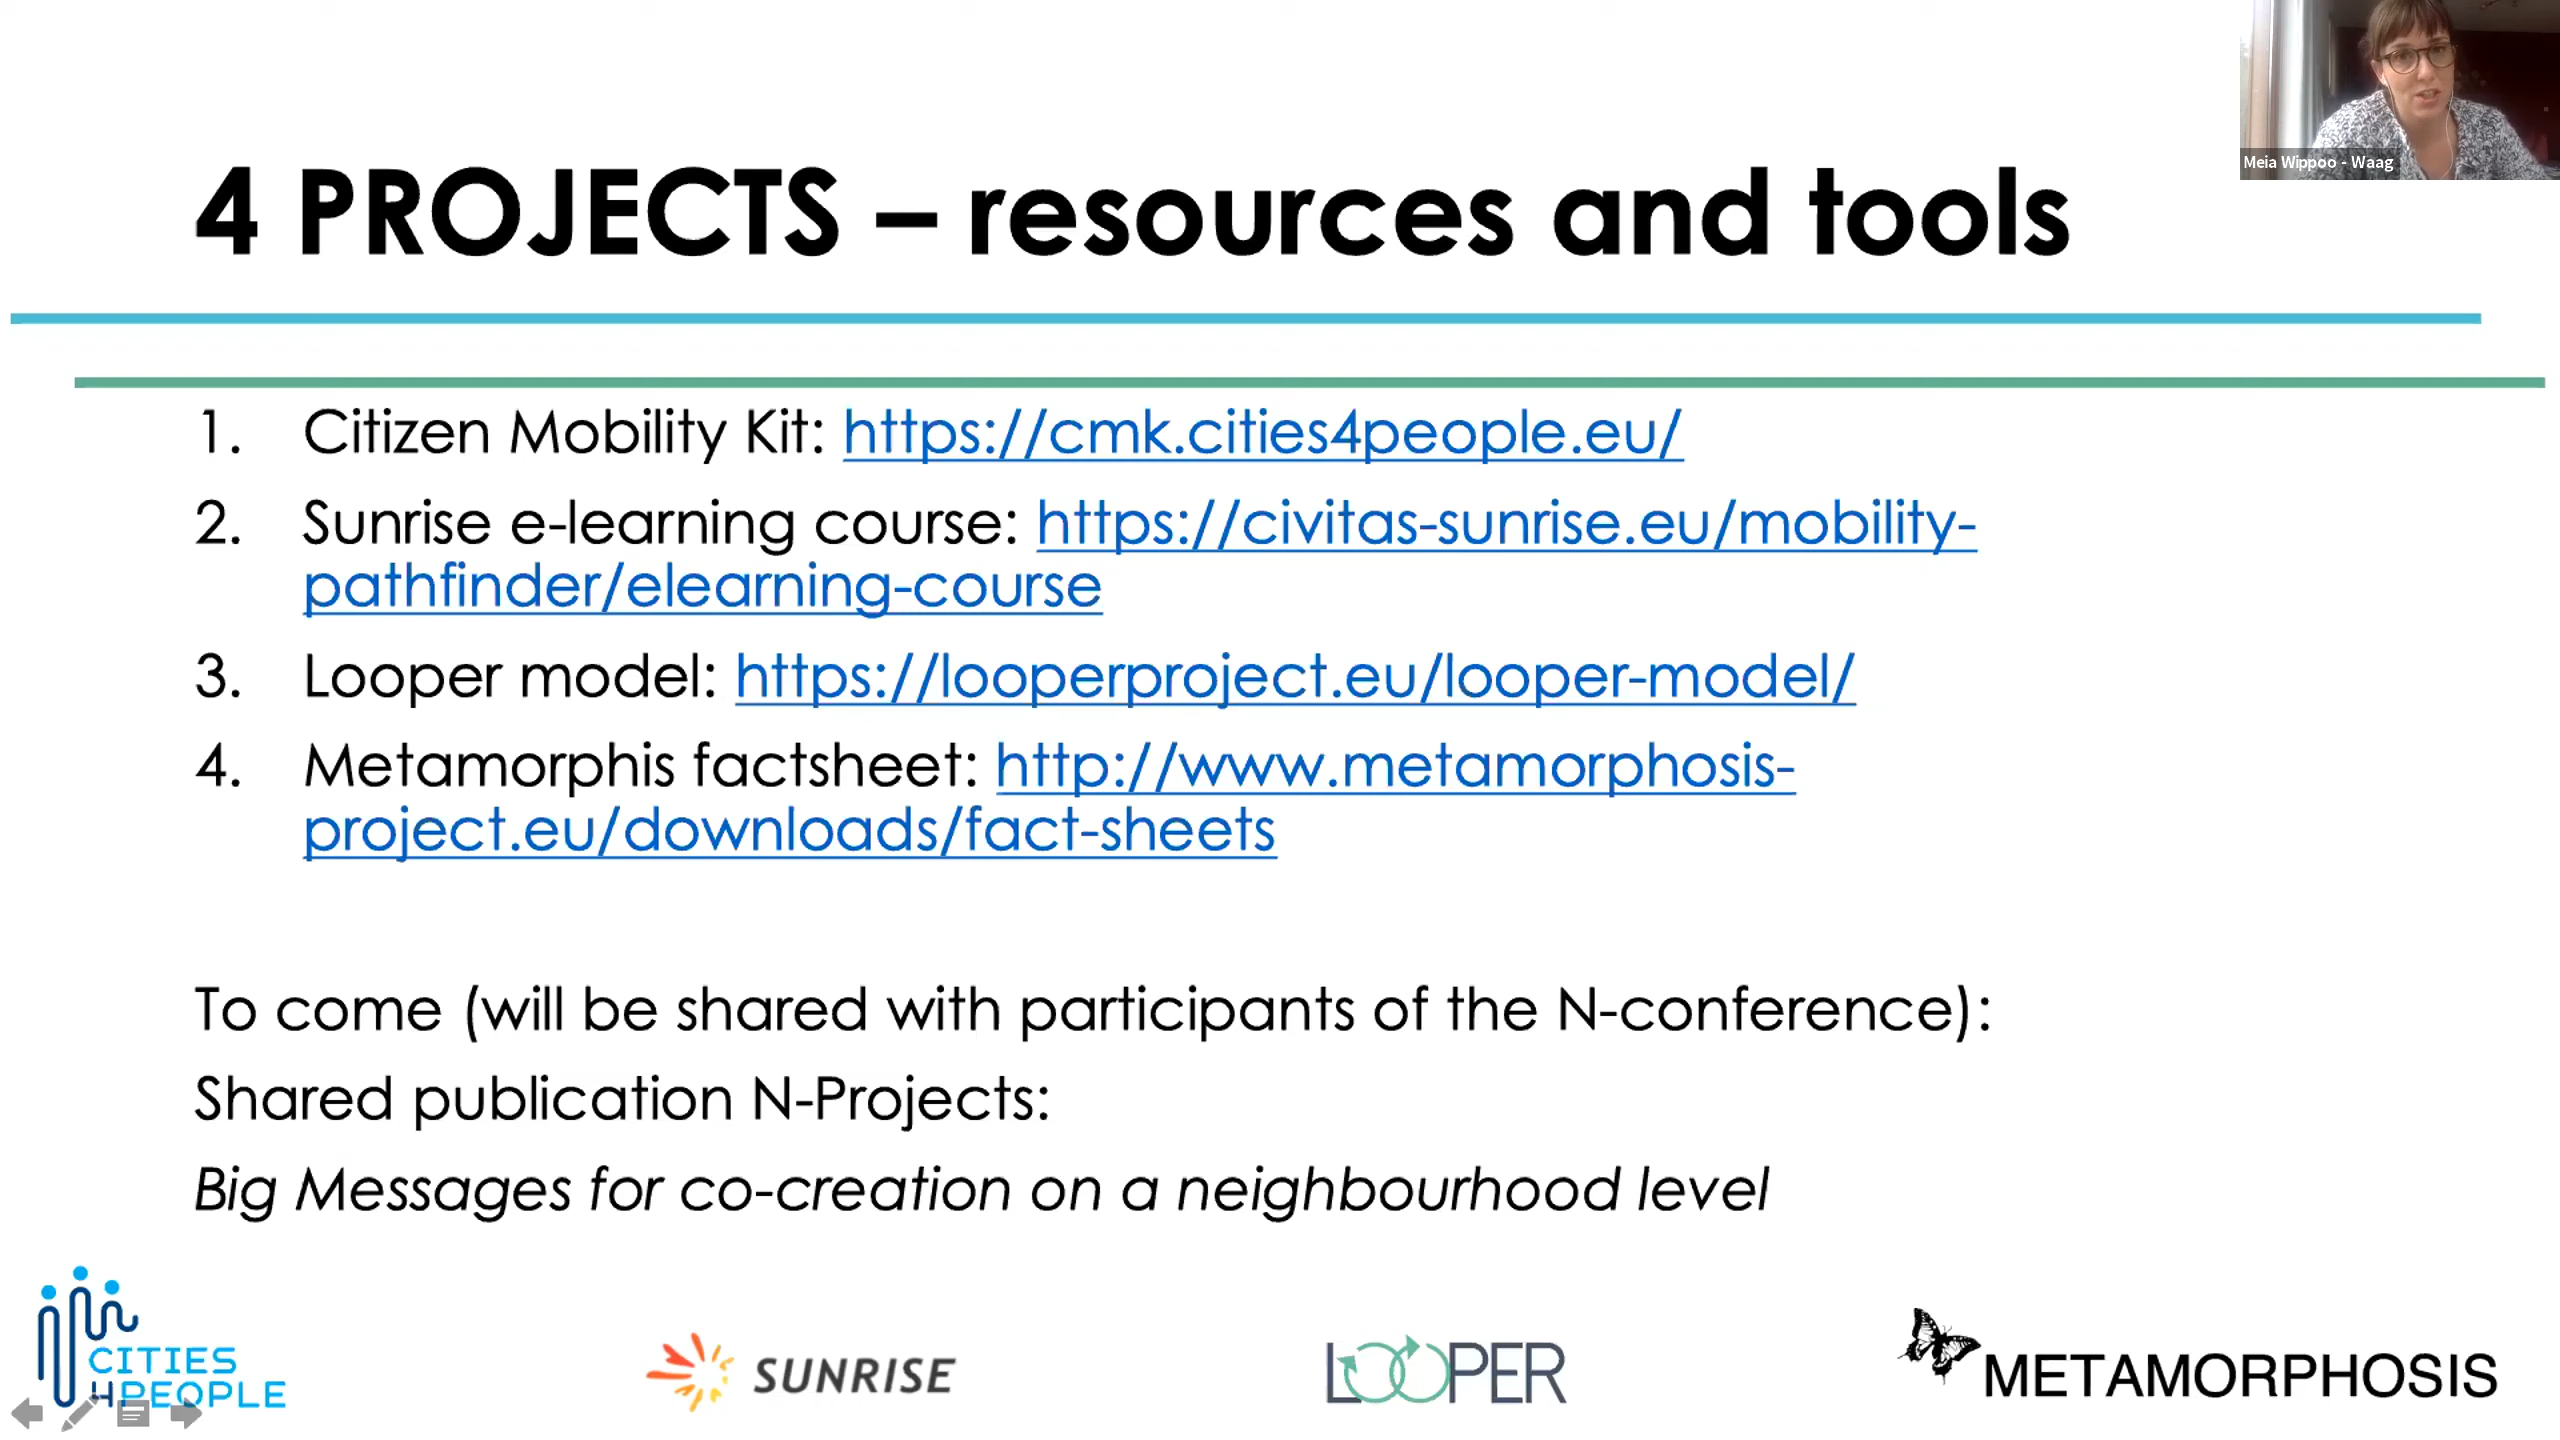 Meia Wippoo - Waag
4 PROJECTS – resources and tools
1. Citizen Mobility Kit: https://cmk.cities4people.eu/
2. Sunrise e-learning course: https://civitas-sunrise.eu/mobility-
pathfinder/elearning-course
3. Looper model: https://looperproject.eu/looper-model/
4. Metamorphis factsheet: http://www.metamorphosis-
project.eu/downloads/fact-sheets
To come (will be shared with participants of the N-conference):
Shared publication N-Projects:
Big Messages for co-creation on a neighbourhood level
CITIES
4PEOPLE
SUNRISE
LOOPER
METAMORPHOSIS